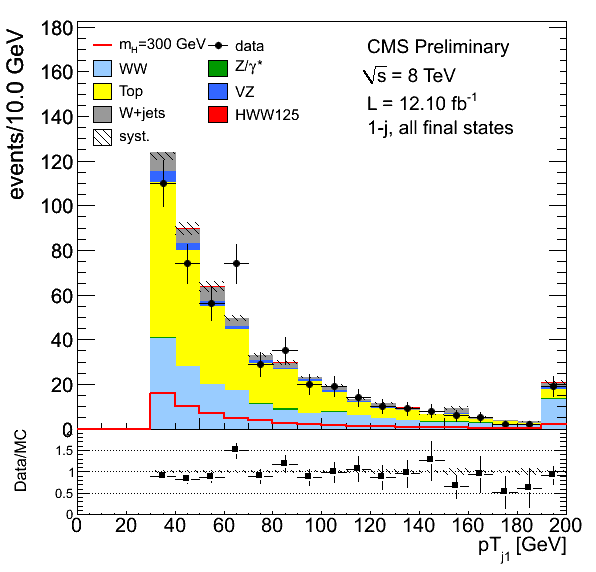 events/10.0 GeV
180
160
140
120
100
80
60
40
20
0
m_H=300 GeV
data
WW
Z/γ*
Top
VZ
W+jets
HWW125
syst.
CMS Preliminary
√s = 8 TeV
L = 12.10 fb⁻¹
1-j, all final states
Data/MC
2
1.5
1
0.5
0
0 20 40 60 80 100 120 140 160 180 200
pT_j1 [GeV]